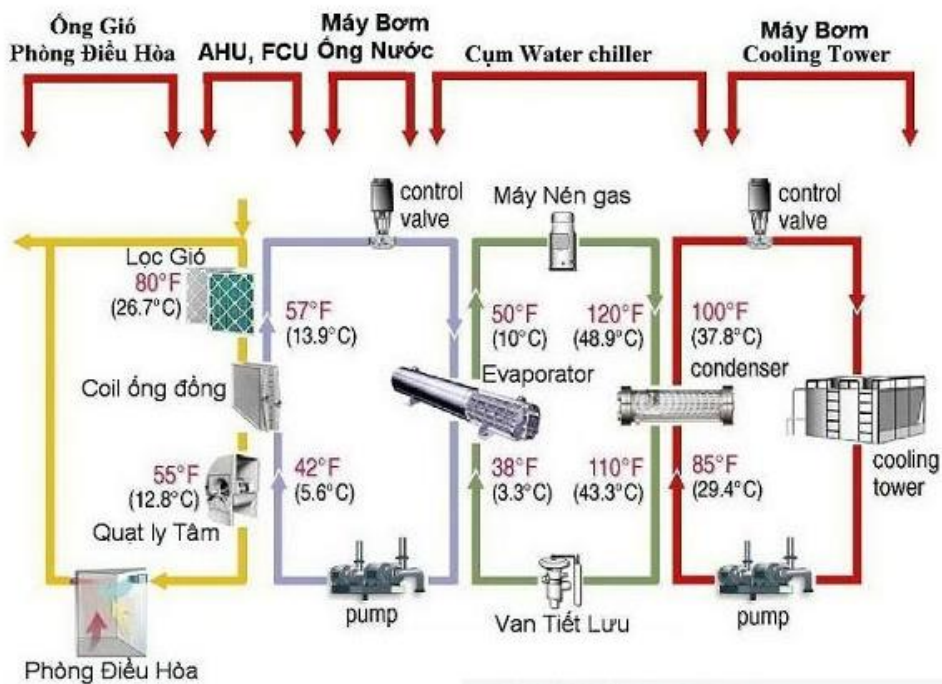 Ống Gió
Phòng Điều Hòa
AHU, FCU
Máy Bơm
Ống Nước
Cụm Water chiller
Máy Bơm
Cooling Tower
control
valve
Máy Nén gas
control
valve
Lọc Gió
80°F
(26.7°C)
57°F
(13.9°C)
50°F
(10°C)
120°F
(48.9°C)
100°F
(37.8°C)
Coil ống đồng
Evaporator
condenser
55°F
(12.8°C)
42°F
(5.6°C)
38°F
(3.3°C)
110°F
(43.3°C)
85°F
(29.4°C)
cooling
tower
Quạt ly Tâm
pump
Van Tiết Lưu
pump
Phòng Điều Hòa